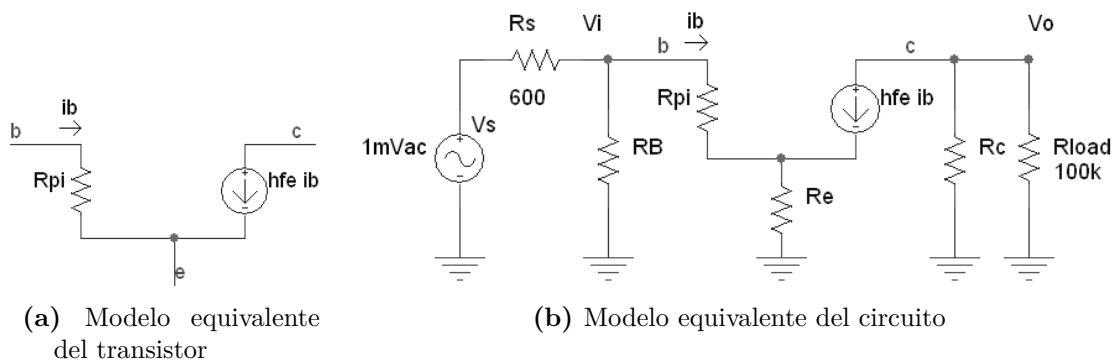 ib
b
c
Rpi
hfe ib
e
(a) Modelo equivalente
del transistor
Rs
Vi
ib
Vo
b
c
600
Rpi
hfe ib
Vs
1mVac
RB
Rc
Rload
100k
Re
(b) Modelo equivalente del circuito